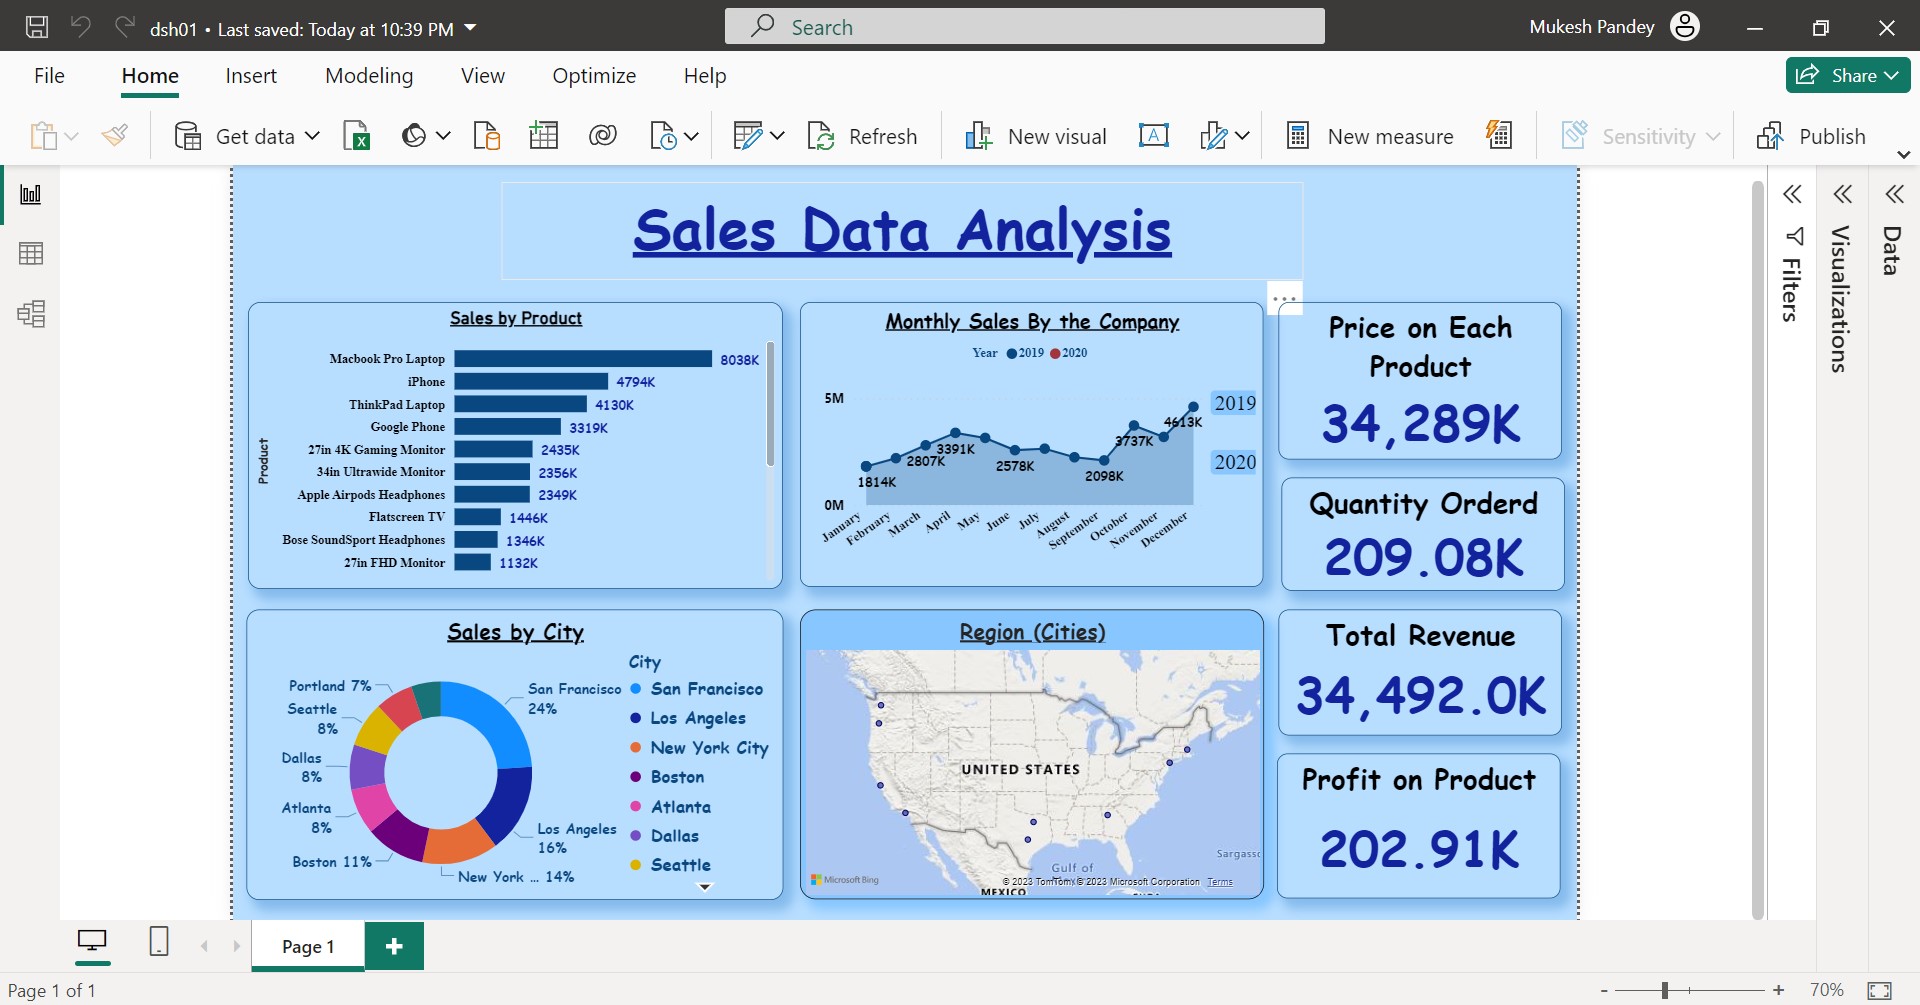 dsh01 • Last saved: Today at 10:39 PM
Search
Mukesh Pandey
File Home Insert Modeling View Optimize Help
Share
Get data
Refresh
New visual
New measure
Sensitivity
Publish
Sales Data Analysis
Sales by Product
Product
Macbook Pro Laptop 8038K
iPhone 4794K
ThinkPad Laptop 4130K
Google Phone 3319K
27in 4K Gaming Monitor 2435K
34in Ultrawide Monitor 2356K
Apple Airpods Headphones 2349K
Flatscreen TV 1446K
Bose SoundSport Headphones 1346K
27in FHD Monitor 1132K
Monthly Sales By the Company
Year 2019 2020
5M
0M
1814K
2807K
3391K
2578K
2098K
3737K
4613K
2019
2020
January
February
March
April
May
June
July
August
September
October
November
December
Price on Each
Product
34,289K
Quantity Orderd
209.08K
Total Revenue
34,492.0K
Profit on Product
202.91K
Sales by City
San Francisco
24%
Los Angeles
16%
New York ... 14%
Boston 11%
Atlanta
8%
Dallas
8%
Seattle
8%
Portland 7%
City
San Francisco
Los Angeles
New York City
Boston
Atlanta
Dallas
Seattle
Region (Cities)
UNITED STATES
Gulf of
MEXICO
Sargasso
Microsoft Bing
© 2023 TomTom, © 2023 Microsoft Corporation Terms
Filters
Visualizations
Data
Page 1
+
Page 1 of 1
- + 70%